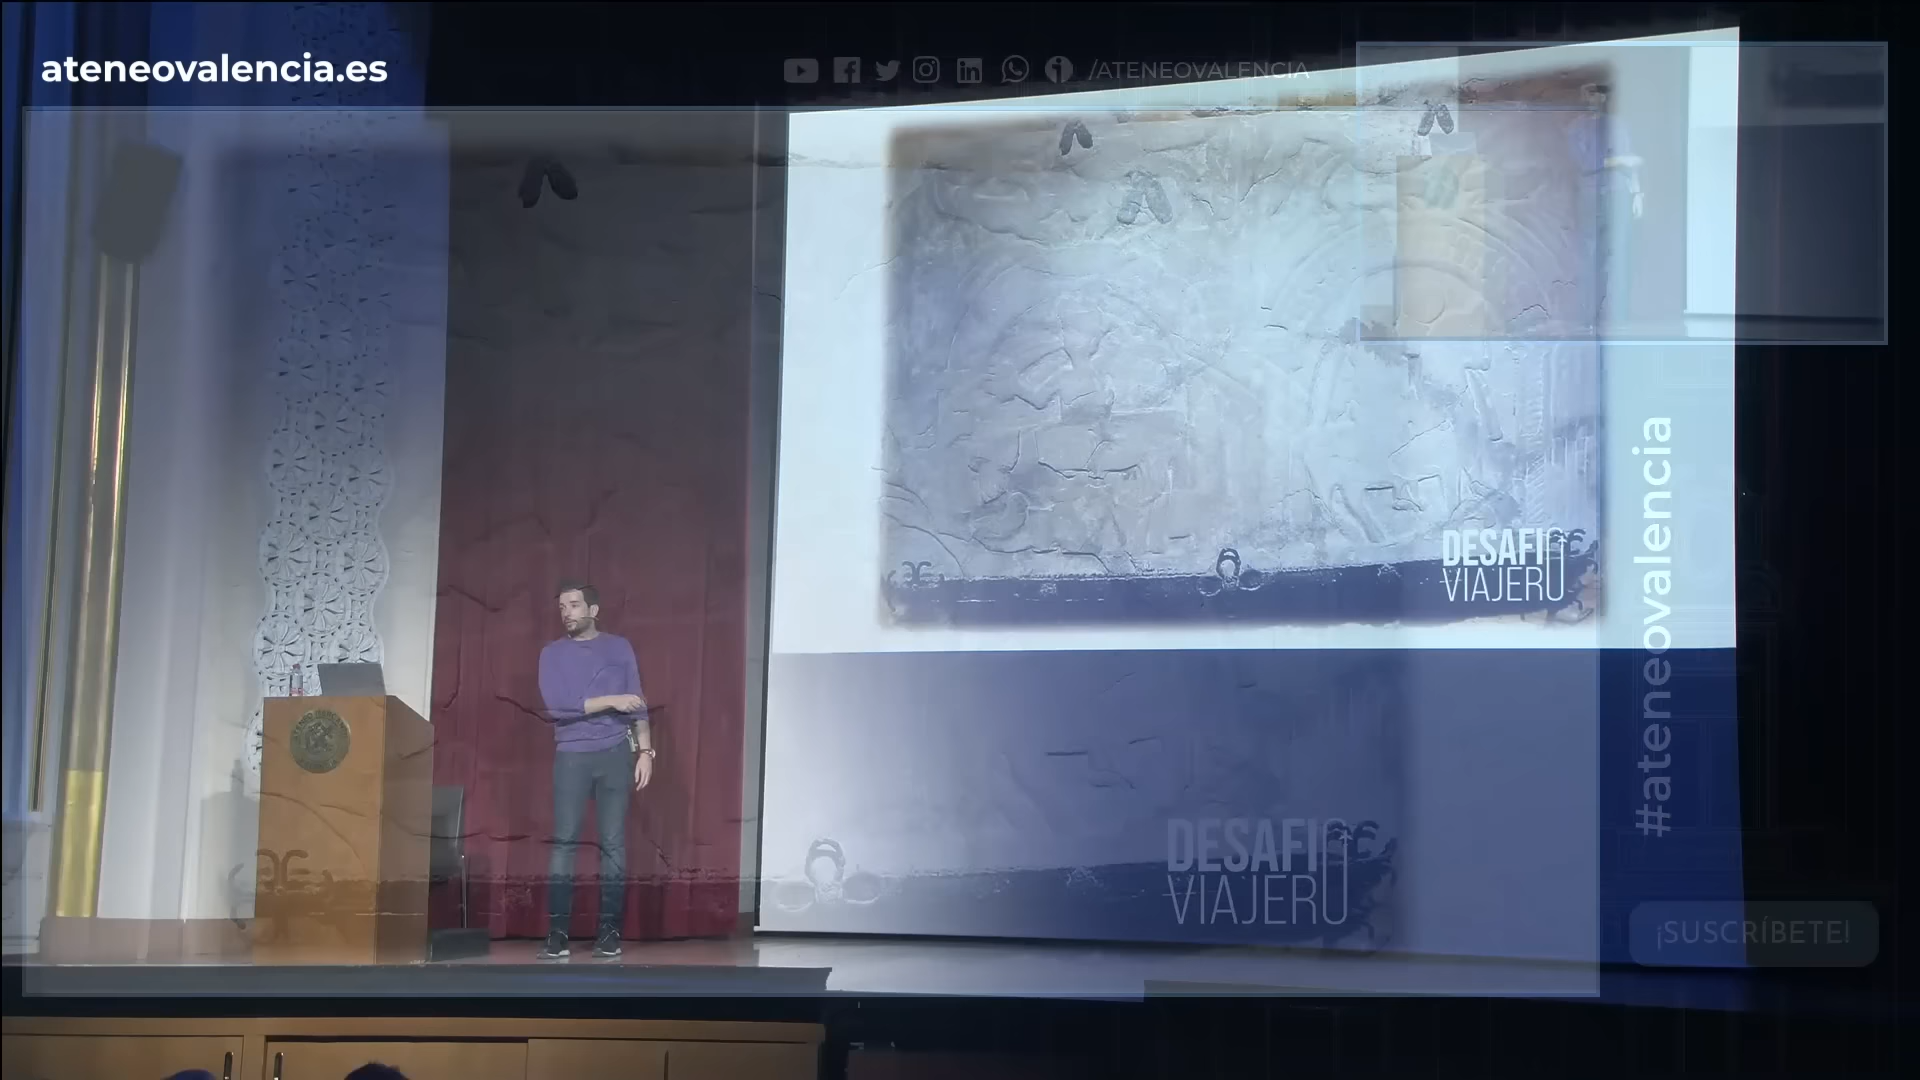 ateneovalencia.es
/ATENEOVALENCIA
DESAFIO
VIAJERO
#ateneovalencia
DESAFIO
VIAJERO
¡SUSCRÍBETE!